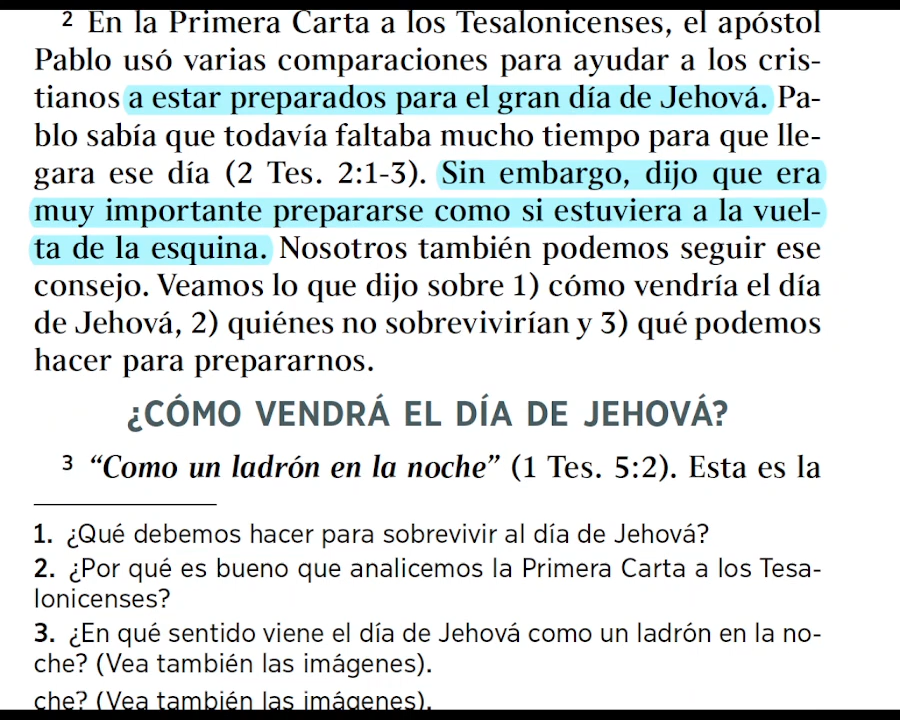 2 En la Primera Carta a los Tesalonicenses, el apóstol
Pablo usó varias comparaciones para ayudar a los cris-
tianos a estar preparados para el gran día de Jehová. Pa-
blo sabía que todavía faltaba mucho tiempo para que lle-
gara ese día (2 Tes. 2:1-3). Sin embargo, dijo que era
muy importante prepararse como si estuviera a la vuel-
ta de la esquina. Nosotros también podemos seguir ese
consejo. Veamos lo que dijo sobre 1) cómo vendría el día
de Jehová, 2) quiénes no sobrevivirían y 3) qué podemos
hacer para prepararnos.
¿CÓMO VENDRÁ EL DÍA DE JEHOVÁ?
3 “Como un ladrón en la noche” (1 Tes. 5:2). Esta es la
1. ¿Qué debemos hacer para sobrevivir al día de Jehová?
2. ¿Por qué es bueno que analicemos la Primera Carta a los Tesa-
lonicenses?
3. ¿En qué sentido viene el día de Jehová como un ladrón en la no-
che? (Vea también las imágenes).
che? (Vea también las imágenes).